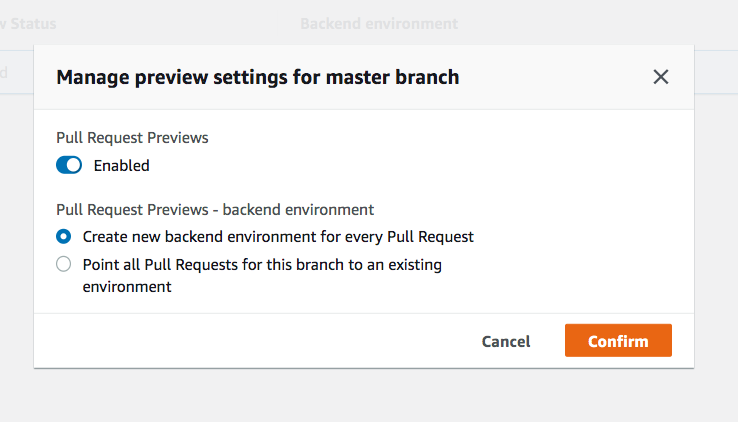 w Status Backend environment
d
Manage preview settings for master branch
Pull Request Previews
Enabled
Pull Request Previews - backend environment
Create new backend environment for every Pull Request
Point all Pull Requests for this branch to an existing
environment
Cancel Confirm